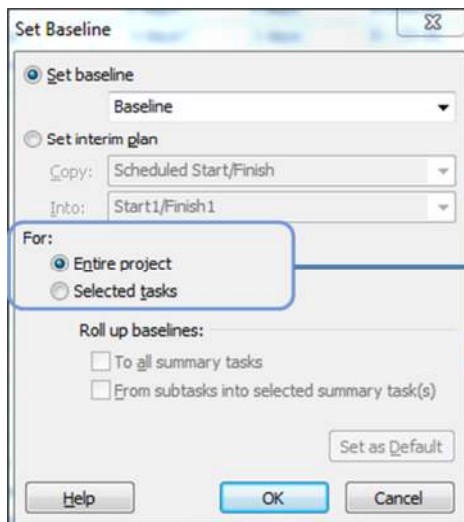 Set Baseline
Set baseline
Baseline
Set interim plan
Copy: Scheduled Start/Finish
Into: Start1/Finish1
For:
Entire project
Selected tasks
Roll up baselines:
To all summary tasks
From subtasks into selected summary task(s)
Set as Default
Help OK Cancel